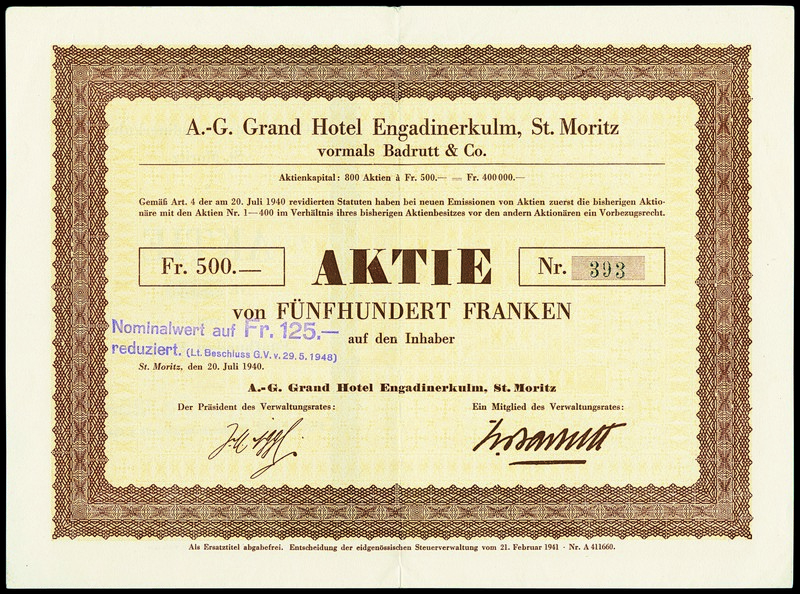 A.-G. Grand Hotel Engadinerkulm, St. Moritz
vormals Badrutt & Co.
Aktienkapital: 800 Aktien à Fr. 500.— = Fr. 400000.—
Gemäß Art. 4 der am 20. Juli 1940 revidierten Statuten haben bei neuen Emissionen von Aktien zuerst die bisherigen Aktio-
näre mit den Aktien Nr. 1—400 im Verhältnis ihres bisherigen Aktienbesitzes vor den andern Aktionären ein Vorbezugsrecht.
Fr. 500.— AKTIE Nr. 393
von FÜNFHUNDERT FRANKEN
auf den Inhaber
Nominalwert auf Fr. 125.—
reduziert. (Lt. Beschluss G.V. v. 29.5.1948)
St. Moritz, den 20. Juli 1940.
A.-G. Grand Hotel Engadinerkulm, St. Moritz
Der Präsident des Verwaltungsrates: Ein Mitglied des Verwaltungsrates:
Als Ersatztitel abgabefrei. Entscheidung der eidgenössischen Steuerverwaltung vom 21. Februar 1941 · Nr. A 411660.